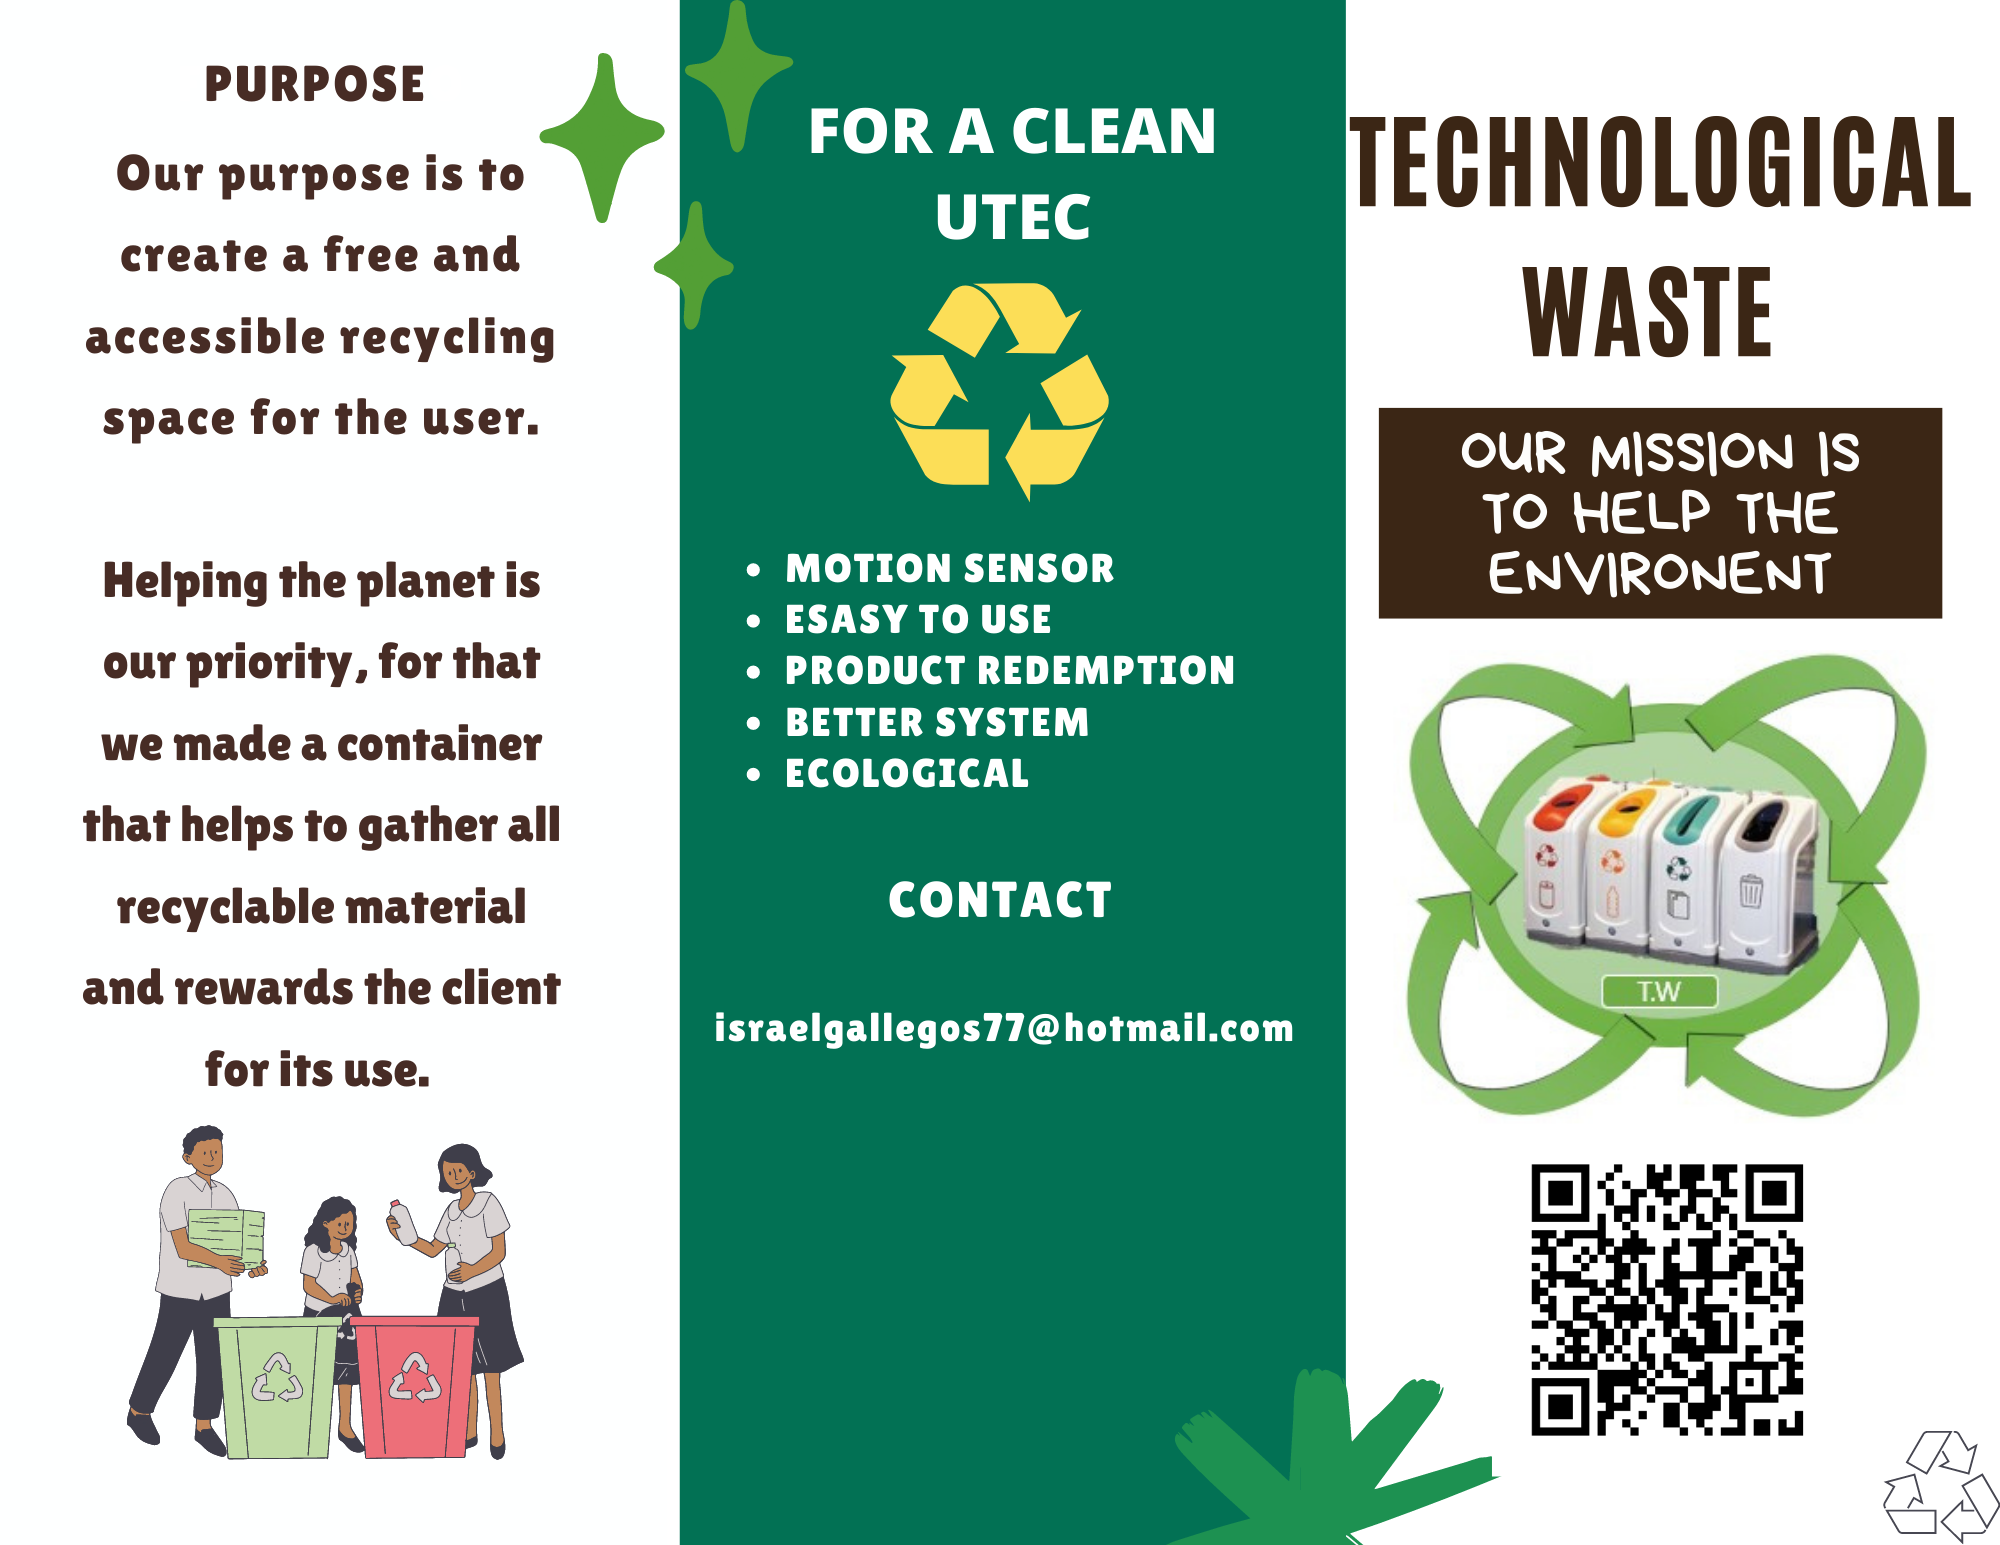 PURPOSE
Our purpose is to
create a free and
accessible recycling
space for the user.
Helping the planet is
our priority, for that
we made a container
that helps to gather all
recyclable material
and rewards the client
for its use.
FOR A CLEAN
UTEC
• MOTION SENSOR
• ESASY TO USE
• PRODUCT REDEMPTION
• BETTER SYSTEM
• ECOLOGICAL
CONTACT
israelgallegos77@hotmail.com
TECHNOLOGICAL
WASTE
OUR MISSION IS
TO HELP THE
ENVIRONENT
T.W